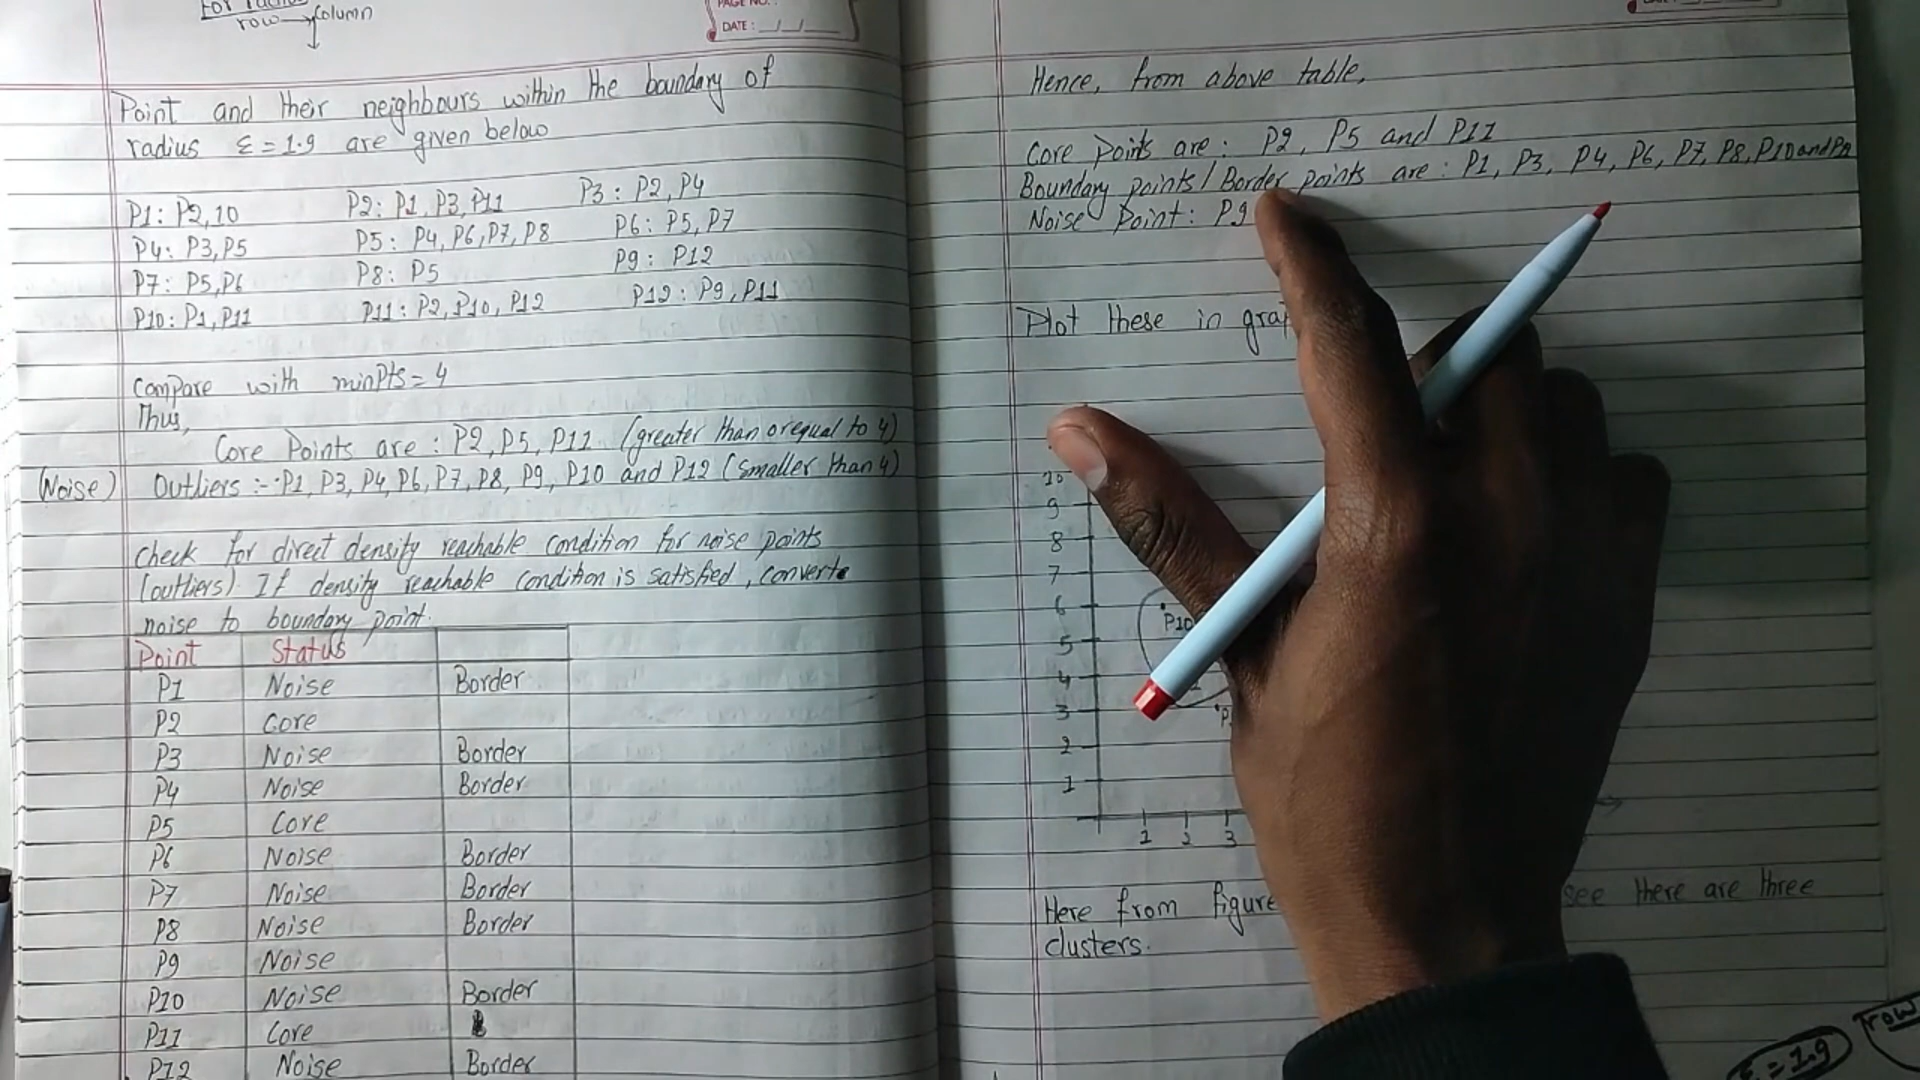 For radius
row → Column
PAGE NO.:
DATE: __/__/__
Point and their neighbours within the boundary of
radius ε = 1.9 are given below
P1: P2,10 P2: P1, P3, P11 P3: P2, P4
P4: P3,P5 P5: P4, P6, P7, P8 P6: P5, P7
P7: P5,P6 P8: P5 P9: P12
P10: P1, P11 P11: P2, P10, P12 P12: P9, P11
Compare with minPts = 4
Thus,
Core Points are: P2, P5, P11 (greater than or equal to 4)
(Noise) Outliers :- P1, P3, P4, P6, P7, P8, P9, P10 and P12 (smaller than 4)
Check for direct density reachable condition for noise points
(outliers). If density reachable condition is satisfied, convert
noise to boundary point.
Point Status
P1 Noise Border
P2 Core
P3 Noise Border
P4 Noise Border
P5 Core
P6 Noise Border
P7 Noise Border
P8 Noise Border
P9 Noise
P10 Noise Border
P11 Core
P12 Noise Border
Hence, from above table,
Core points are: P2, P5 and P11
Boundary points / Border points are: P1, P3, P4, P6, P7, P8, P10 and
Noise Point: P9
Plot these in
10
9
8
7
6
P10
5
4
3
2
1
1 2 3
Here from figure see there are three
clusters.
row
ε = 1.9